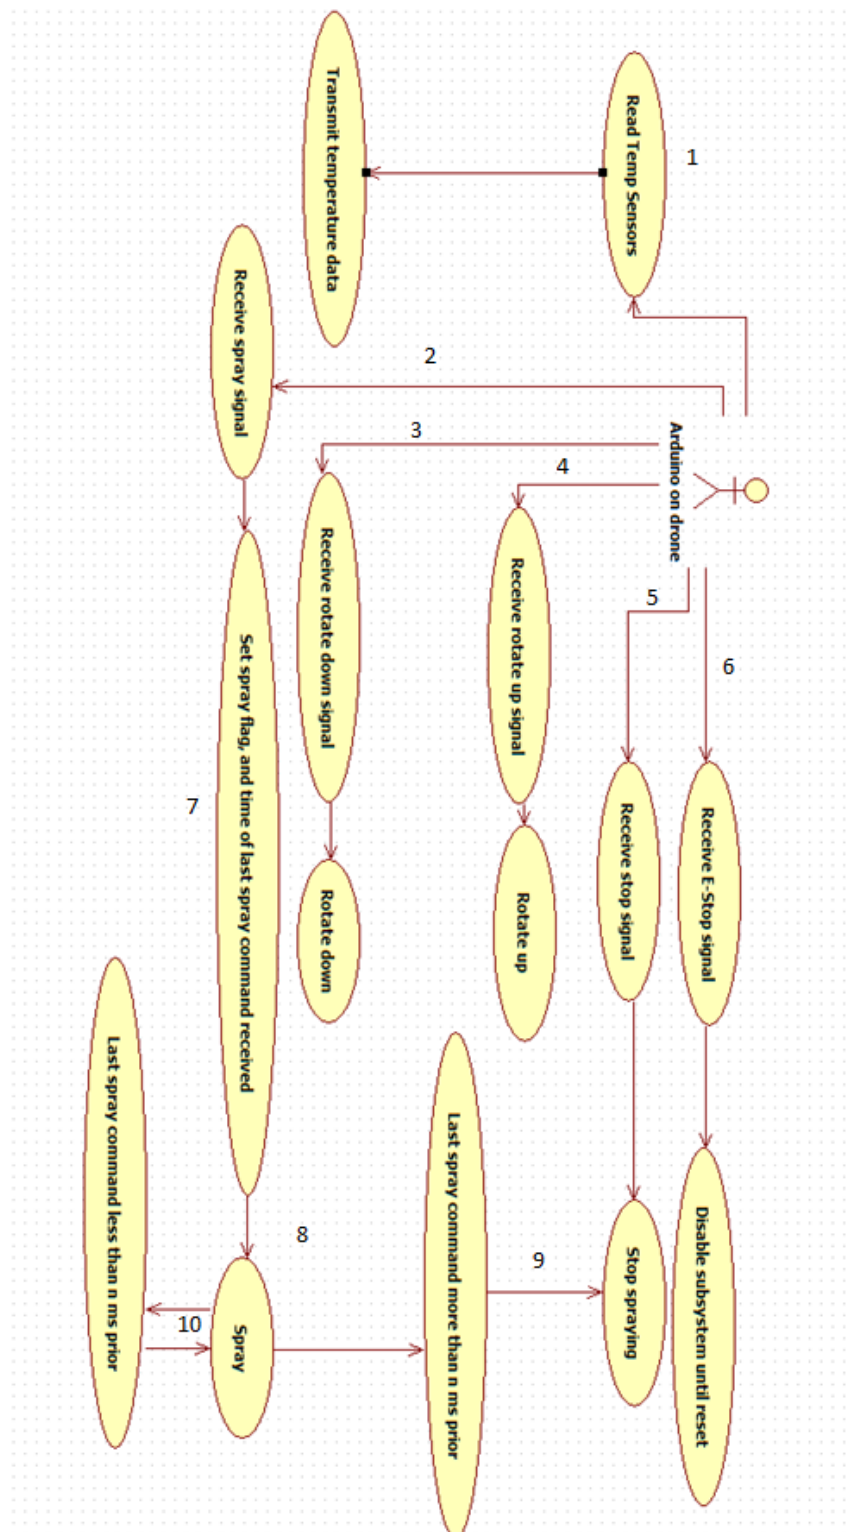 Read Temp Sensors
1
Transmit temperature data
Receive spray signal
2
3
Arduino on drone
4
Receive rotate down signal
Receive rotate up signal
5
6
Receive stop signal
Receive E-Stop signal
Set spray flag, and time of last spray command received
7
Rotate down
Rotate up
Last spray command less than n ms prior
Last spray command more than n ms prior
8
9
Stop spraying
Disable subsystem until reset
10
Spray